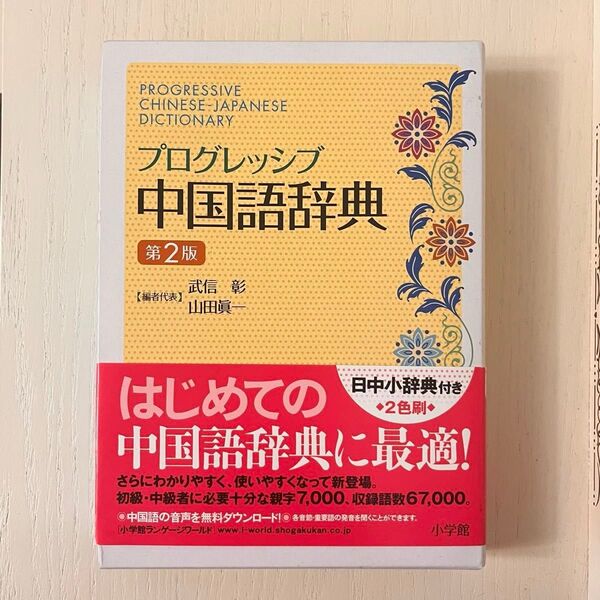 PROGRESSIVE
CHINESE-JAPANESE
DICTIONARY
プログレッシブ
中国語辞典
第2版
【編者代表】
武信 彰
山田眞一
日中小辞典付き
◆2色刷◆
はじめての
中国語辞典に最適!
さらにわかりやすく、使いやすくなって新登場。
初級・中級者に必要十分な親字7,000、収録語数67,000。
●中国語の音声を無料ダウンロード!●各音節・重要語の発音を聞くことができます。
「小学館ランゲージワールド www.l-world.shogakukan.co.jp
小学館